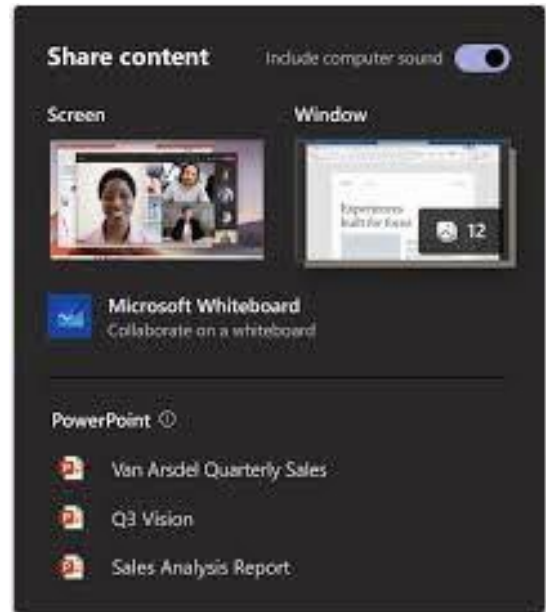 Share content
Include computer sound
Screen
Window
Experiences
built for focus
12
Microsoft Whiteboard
Collaborate on a whiteboard
PowerPoint
Van Arsdel Quarterly Sales
Q3 Vision
Sales Analysis Report